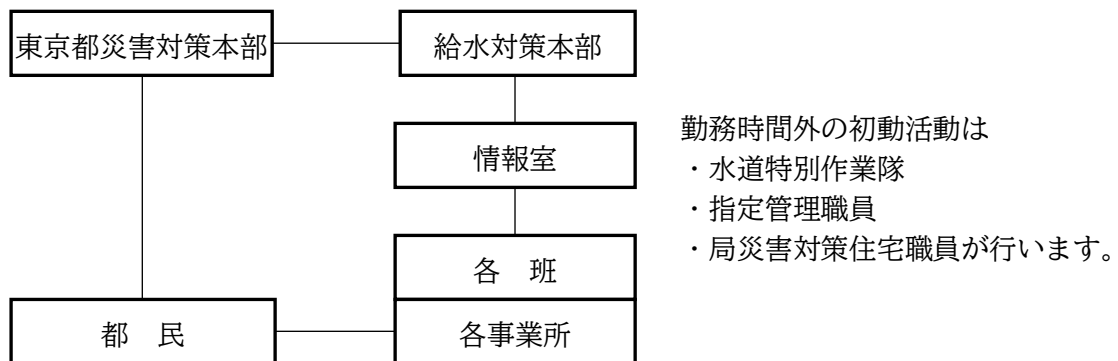 東京都災害対策本部
給水対策本部
情報室
各　班
都　民
各事業所
勤務時間外の初動活動は
・水道特別作業隊
・指定管理職員
・局災害対策住宅職員が行います。